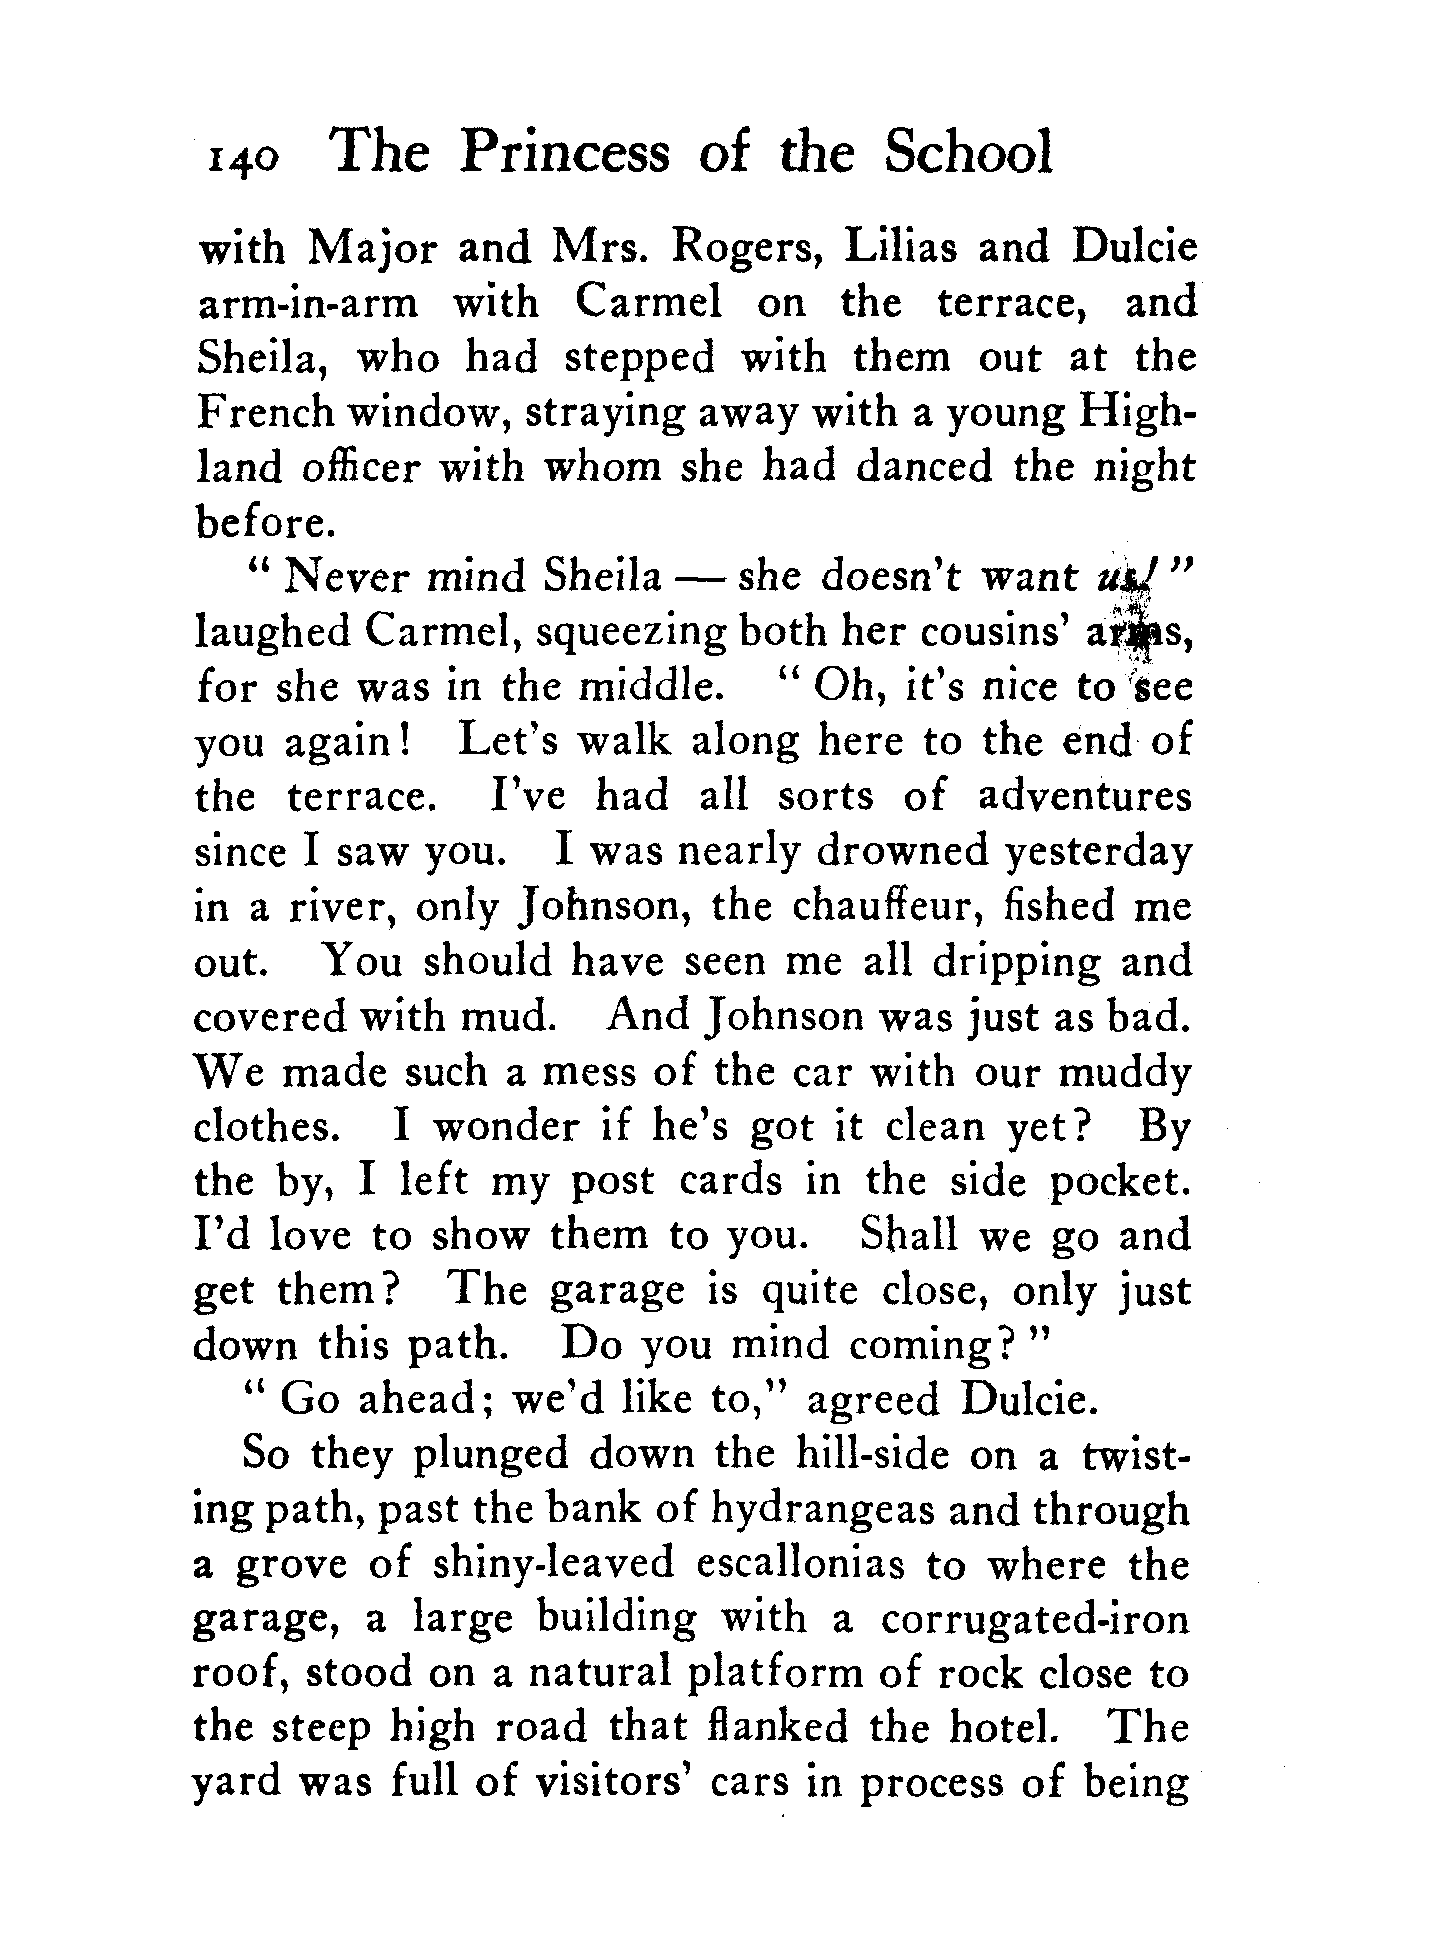 140 The Princess of the School
with Major and Mrs. Rogers, Lilias and Dulcie
arm-in-arm with Carmel on the terrace, and
Sheila, who had stepped with them out at the
French window, straying away with a young High-
land officer with whom she had danced the night
before.
“ Never mind Sheila — she doesn’t want us! ”
laughed Carmel, squeezing both her cousins’ arms,
for she was in the middle. “ Oh, it’s nice to see
you again! Let’s walk along here to the end of
the terrace. I’ve had all sorts of adventures
since I saw you. I was nearly drowned yesterday
in a river, only Johnson, the chauffeur, fished me
out. You should have seen me all dripping and
covered with mud. And Johnson was just as bad.
We made such a mess of the car with our muddy
clothes. I wonder if he’s got it clean yet? By
the by, I left my post cards in the side pocket.
I’d love to show them to you. Shall we go and
get them? The garage is quite close, only just
down this path. Do you mind coming? ”
“ Go ahead; we’d like to,” agreed Dulcie.
So they plunged down the hill-side on a twist-
ing path, past the bank of hydrangeas and through
a grove of shiny-leaved escallonias to where the
garage, a large building with a corrugated-iron
roof, stood on a natural platform of rock close to
the steep high road that flanked the hotel. The
yard was full of visitors’ cars in process of being